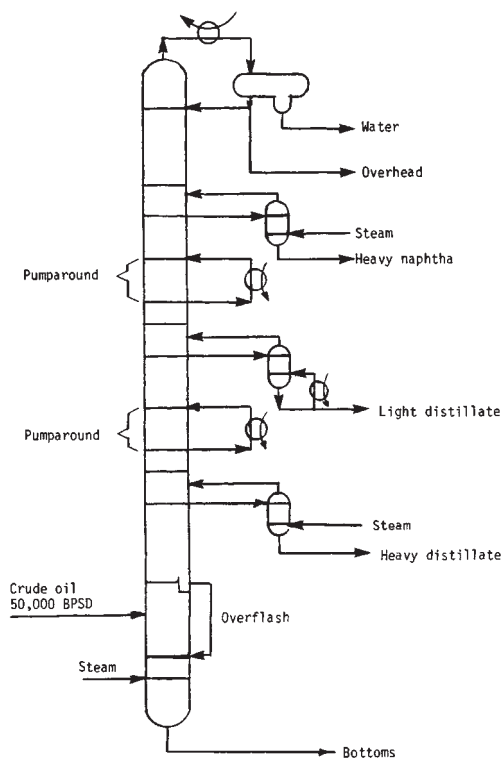 Water
Overhead
Steam
Heavy naphtha
Pumparound
Light distillate
Pumparound
Steam
Heavy distillate
Crude oil
50,000 BPSD
Overflash
Steam
Bottoms